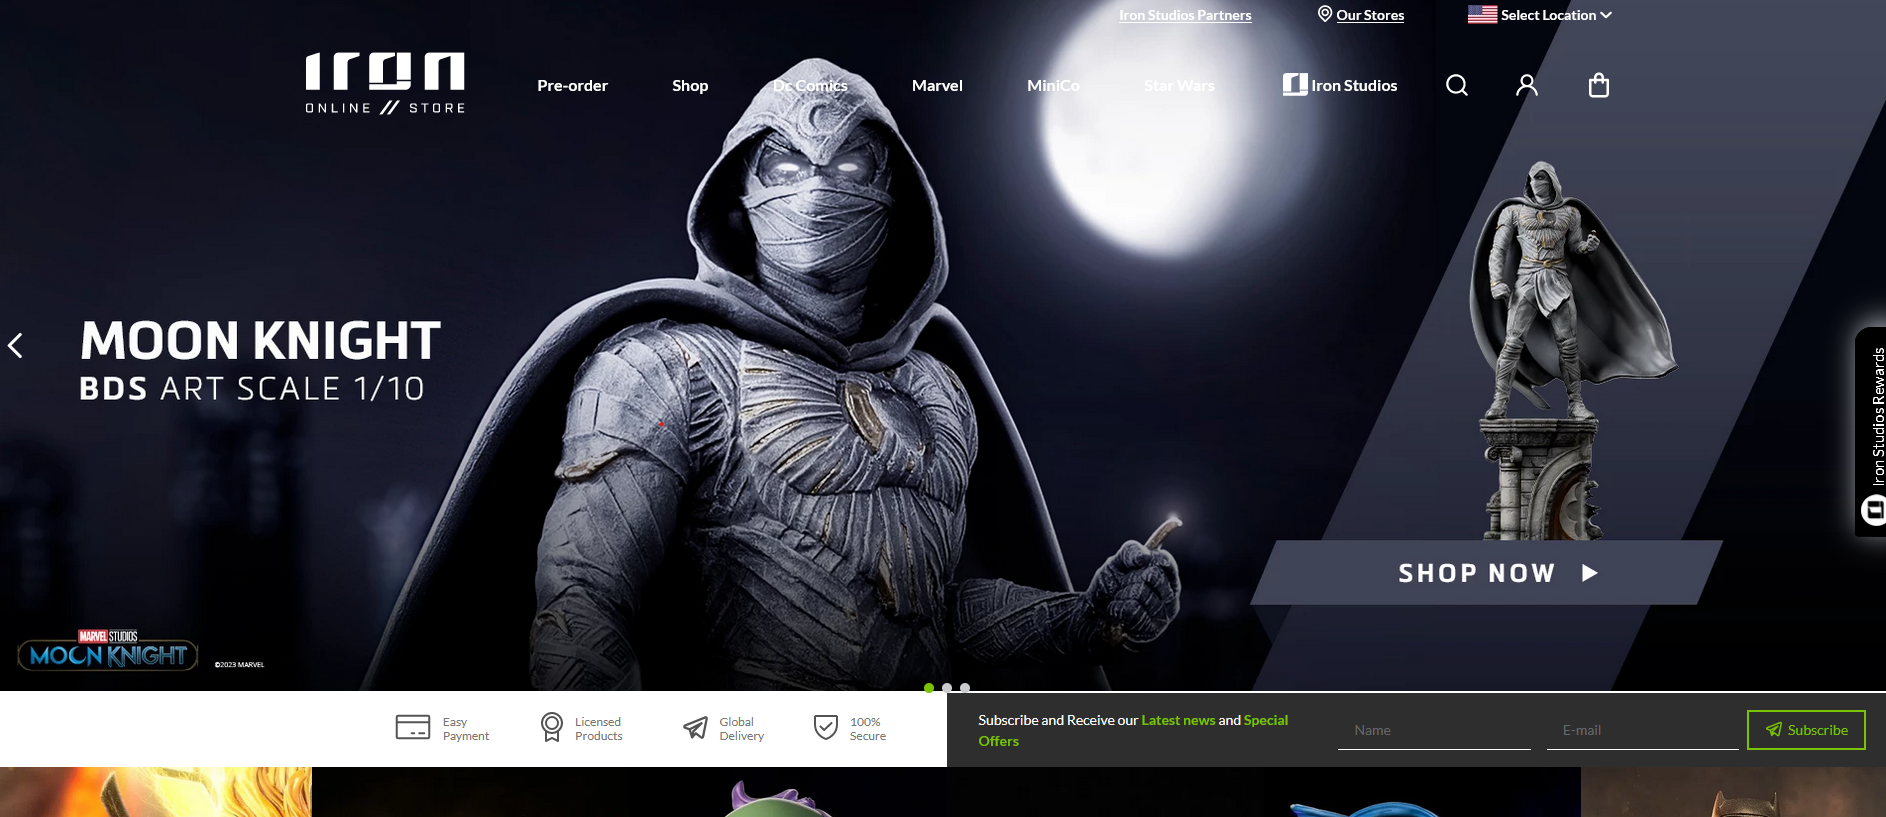 Iron Studios Partners
Our Stores
Select Location
IRON
ONLINE // STORE
Pre-order
Shop
Dc Comics
Marvel
MiniCo
Star Wars
Iron Studios
MOON KNIGHT
BDS ART SCALE 1/10
SHOP NOW
Iron Studios Rewards
MARVEL STUDIOS
MOON KNIGHT
©2023 MARVEL
Easy
Payment
Licensed
Products
Global
Delivery
100%
Secure
Subscribe and Receive our Latest news and Special
Offers
Name
E-mail
Subscribe